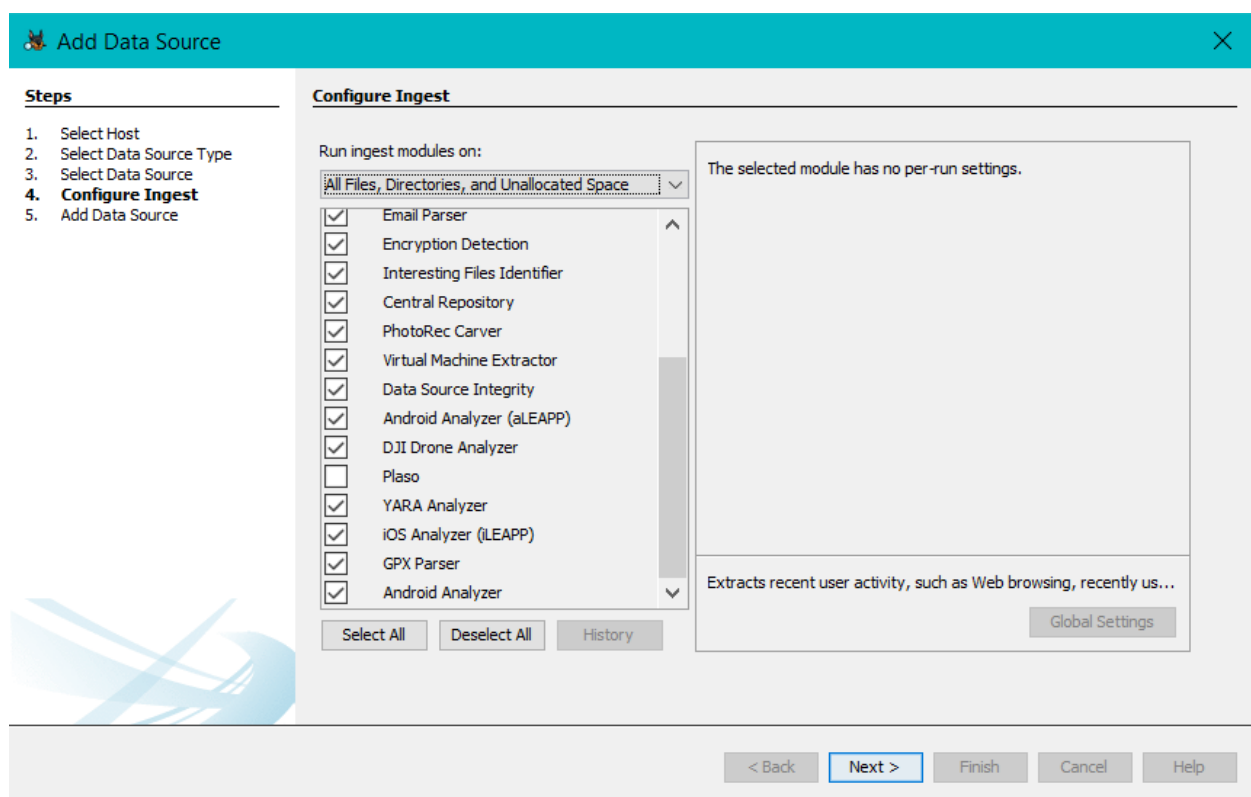 Add Data Source
Steps
1. Select Host
2. Select Data Source Type
3. Select Data Source
4. Configure Ingest
5. Add Data Source
Configure Ingest
Run ingest modules on:
All Files, Directories, and Unallocated Space
Email Parser
Encryption Detection
Interesting Files Identifier
Central Repository
PhotoRec Carver
Virtual Machine Extractor
Data Source Integrity
Android Analyzer (aLEAPP)
DJI Drone Analyzer
Plaso
YARA Analyzer
iOS Analyzer (iLEAPP)
GPX Parser
Android Analyzer
Select All Deselect All History
The selected module has no per-run settings.
Extracts recent user activity, such as Web browsing, recently us...
Global Settings
< Back Next > Finish Cancel Help